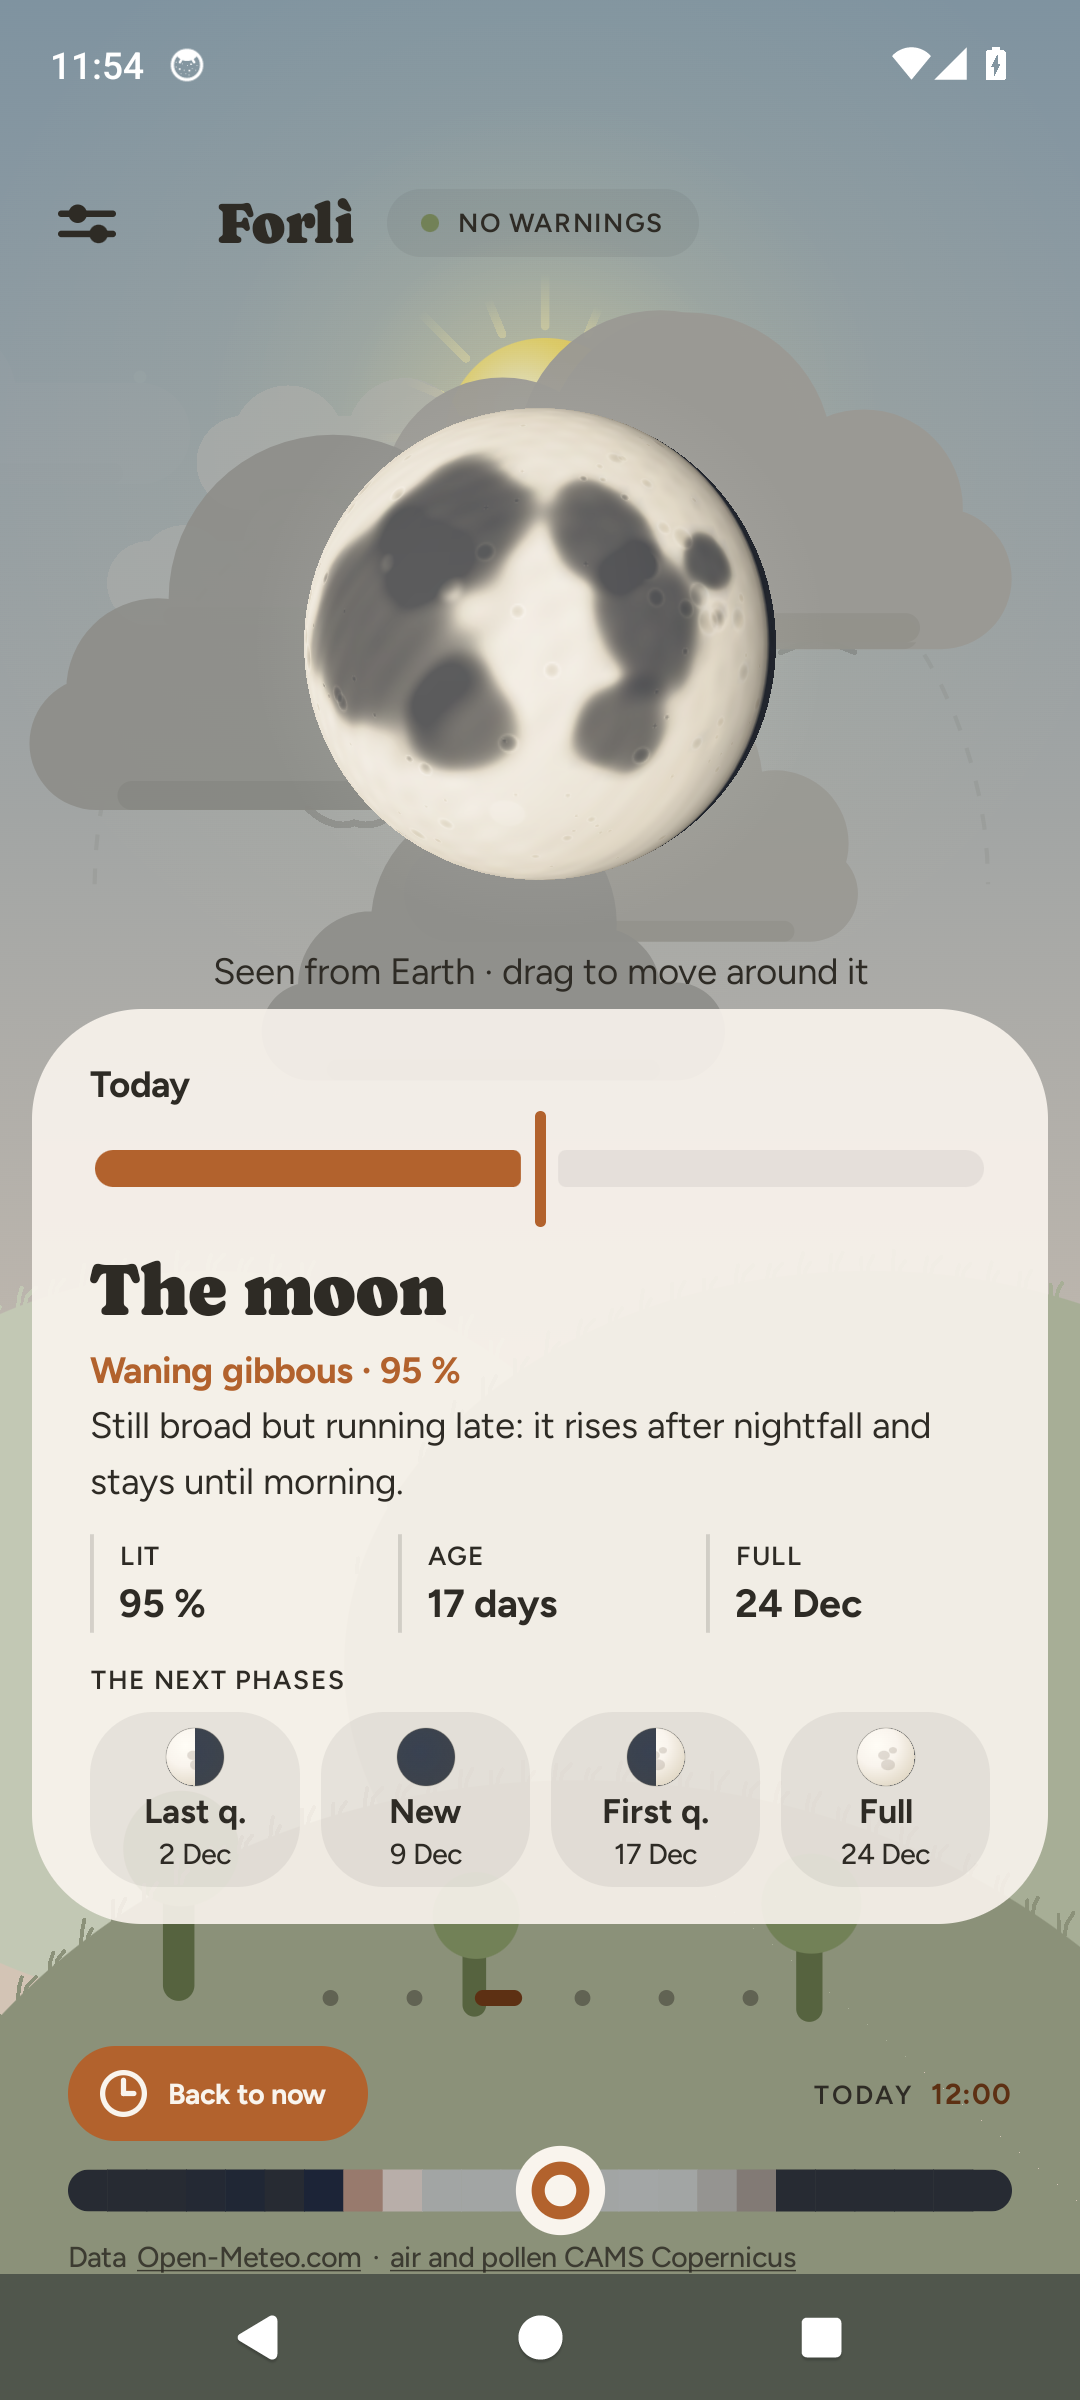 11:54
Forlì
NO WARNINGS
Seen from Earth · drag to move around it
Today
The moon
Waning gibbous · 95 %
Still broad but running late: it rises after nightfall and
stays until morning.
LIT
95 %
AGE
17 days
FULL
24 Dec
THE NEXT PHASES
Last q.
2 Dec
New
9 Dec
First q.
17 Dec
Full
24 Dec
Back to now
TODAY 12:00
Data Open-Meteo.com · air and pollen CAMS Copernicus